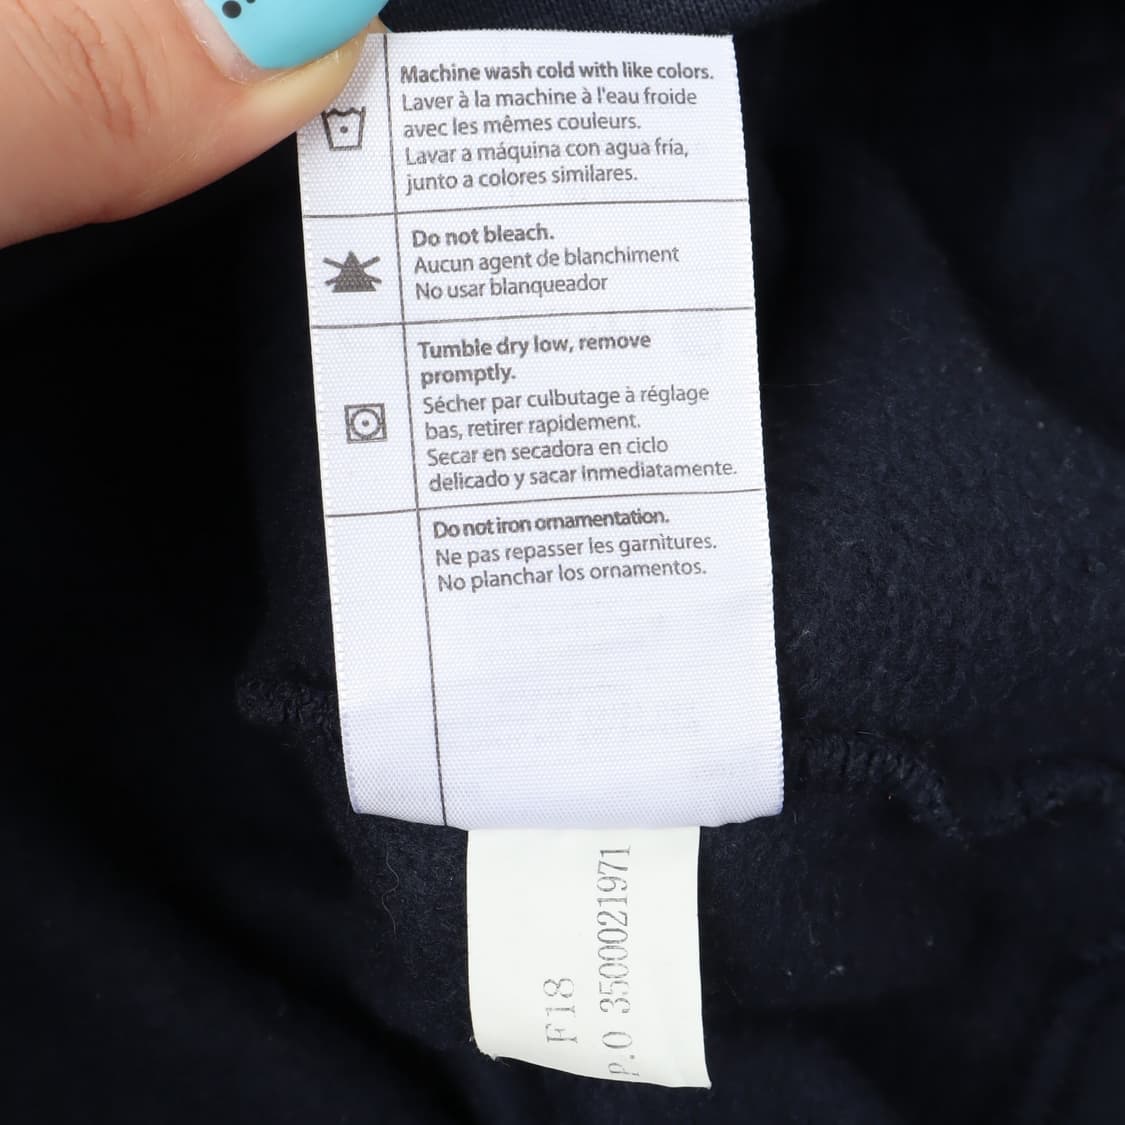 Machine wash cold with like colors.
Laver à la machine à l'eau froide
avec les mêmes couleurs.
Lavar a máquina con agua fría,
junto a colores similares.
Do not bleach.
Aucun agent de blanchiment
No usar blanqueador
Tumble dry low, remove
promptly.
Sécher par culbutage à réglage
bas, retirer rapidement.
Secar en secadora en ciclo
delicado y sacar inmediatamente.
Do not iron ornamentation.
Ne pas repasser les garnitures.
No planchar los ornamentos.
F18
P.O 3500021971